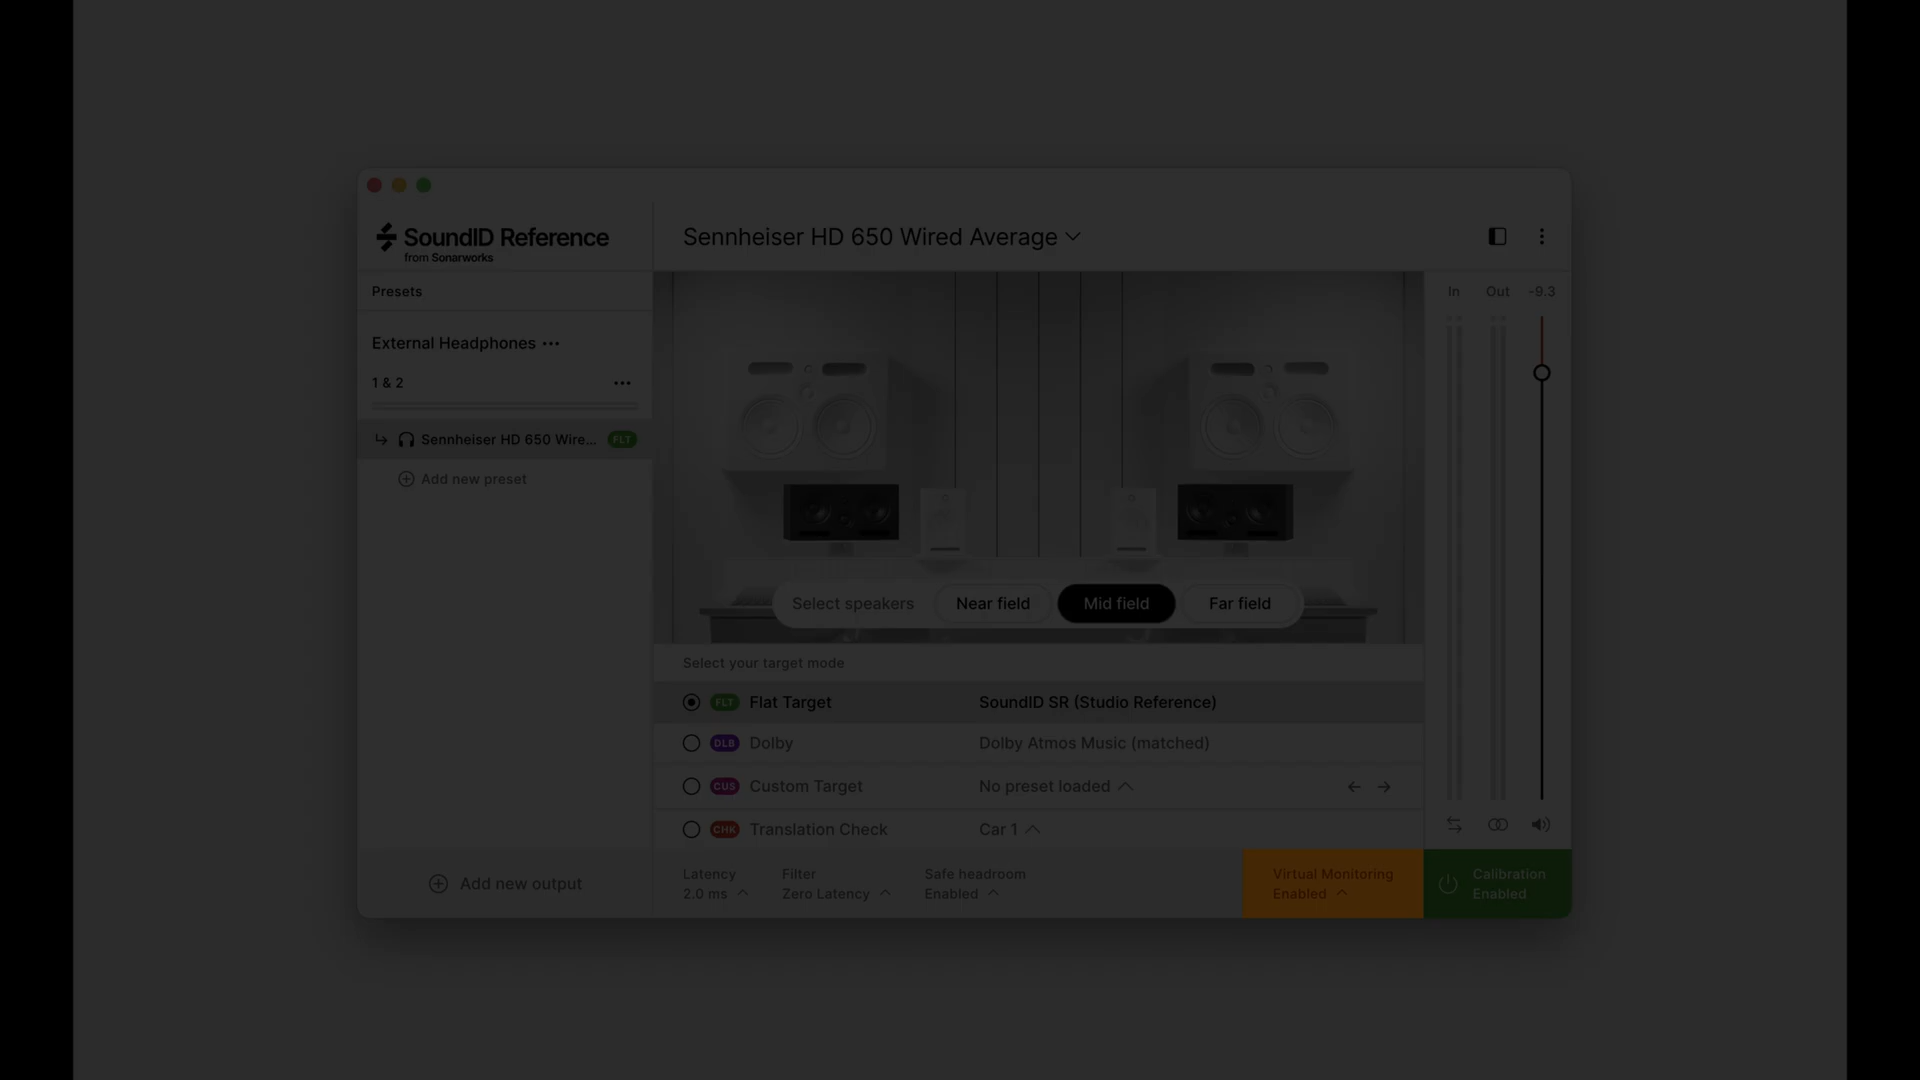 SoundID Reference
from Sonarworks
Sennheiser HD 650 Wired Average
Presets
In Out -9.3
External Headphones
1 & 2
Sennheiser HD 650 Wire... FLT
Add new preset
Select speakers Near field Mid field Far field
Select your target mode
FLT Flat Target SoundID SR (Studio Reference)
DLB Dolby Dolby Atmos Music (matched)
CUS Custom Target No preset loaded
CHK Translation Check Car 1
Add new output
Latency Filter Safe headroom Virtual Monitoring Calibration
2.0 ms Zero Latency Enabled Enabled Enabled